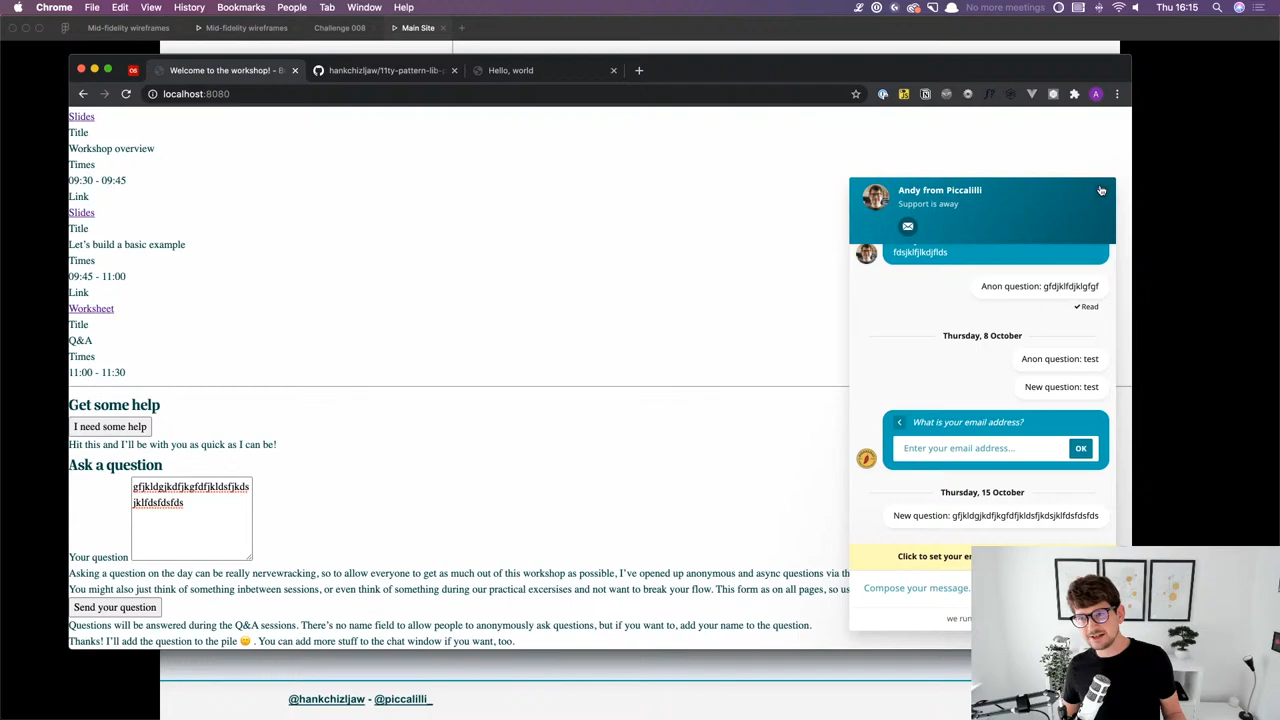 Chrome File Edit View History Bookmarks People Tab Window Help
No more meetings Thu 15 Oct 16:15
Mid-fidelity wireframes Mid-fidelity wireframes Challenge 008 Main Site
Welcome to the workshop! - B hankchizljaw/11ty-pattern-lib- Hello, world
localhost:8080
Slides
Title
Workshop overview
Times
09:30 - 09:45
Link
Slides
Title
Let's build a basic example
Times
09:45 - 11:00
Link
Worksheet
Title
Q&A
Times
11:00 - 11:30
Get some help
I need some help
Hit this and I'll be with you as quick as I can be!
Ask a question
gfjkldgjkdfjkgfdfjkldsfjkds
jklfdsfdsfds
Your question
Asking a question on the day can be really nervewracking, so to allow everyone to get as much out of this workshop as possible, I've opened up anonymous and async questions via th
You might also just think of something inbetween sessions, or even think of something during our practical excersises and not want to break your flow. This form as on all pages, so us
Send your question
Questions will be answered during the Q&A sessions. There's no name field to allow people to anonymously ask questions, but if you want to, add your name to the question.
Thanks! I'll add the question to the pile 🙂 . You can add more stuff to the chat window if you want, too.
Andy from Piccalilli
Support is away
fdsjklfjlkdjflds
Anon question: gfdjklfdjklgfgf
Read
Thursday, 8 October
Anon question: test
New question: test
What is your email address?
Enter your email address... OK
Thursday, 15 October
New question: gfjkldgjkdfjkgfdfjkldsfjkdsjklfdsfdsfds
Click to set your em
Compose your message.
we run
@hankchizljaw - @piccalilli_